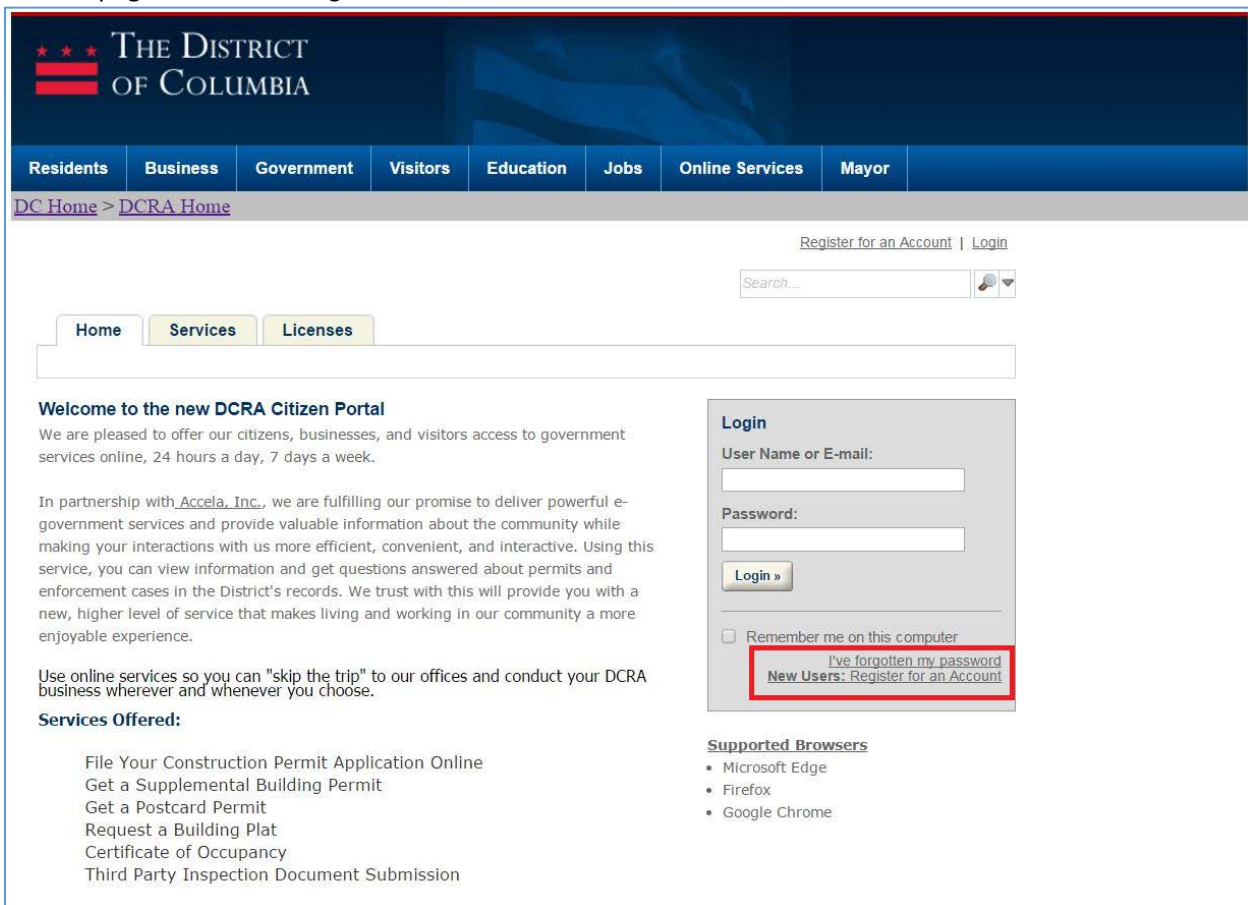 THE DISTRICT
OF COLUMBIA
Residents Business Government Visitors Education Jobs Online Services Mayor
DC Home > DCRA Home
Register for an Account | Login
Search...
Home Services Licenses
Welcome to the new DCRA Citizen Portal
We are pleased to offer our citizens, businesses, and visitors access to government
services online, 24 hours a day, 7 days a week.
In partnership with Accela, Inc., we are fulfilling our promise to deliver powerful e-
government services and provide valuable information about the community while
making your interactions with us more efficient, convenient, and interactive. Using this
service, you can view information and get questions answered about permits and
enforcement cases in the District's records. We trust with this will provide you with a
new, higher level of service that makes living and working in our community a more
enjoyable experience.
Use online services so you can "skip the trip" to our offices and conduct your DCRA
business wherever and whenever you choose.
Services Offered:
File Your Construction Permit Application Online
Get a Supplemental Building Permit
Get a Postcard Permit
Request a Building Plat
Certificate of Occupancy
Third Party Inspection Document Submission
Login
User Name or E-mail:
Password:
Login »
Remember me on this computer
I've forgotten my password
New Users: Register for an Account
Supported Browsers
• Microsoft Edge
• Firefox
• Google Chrome